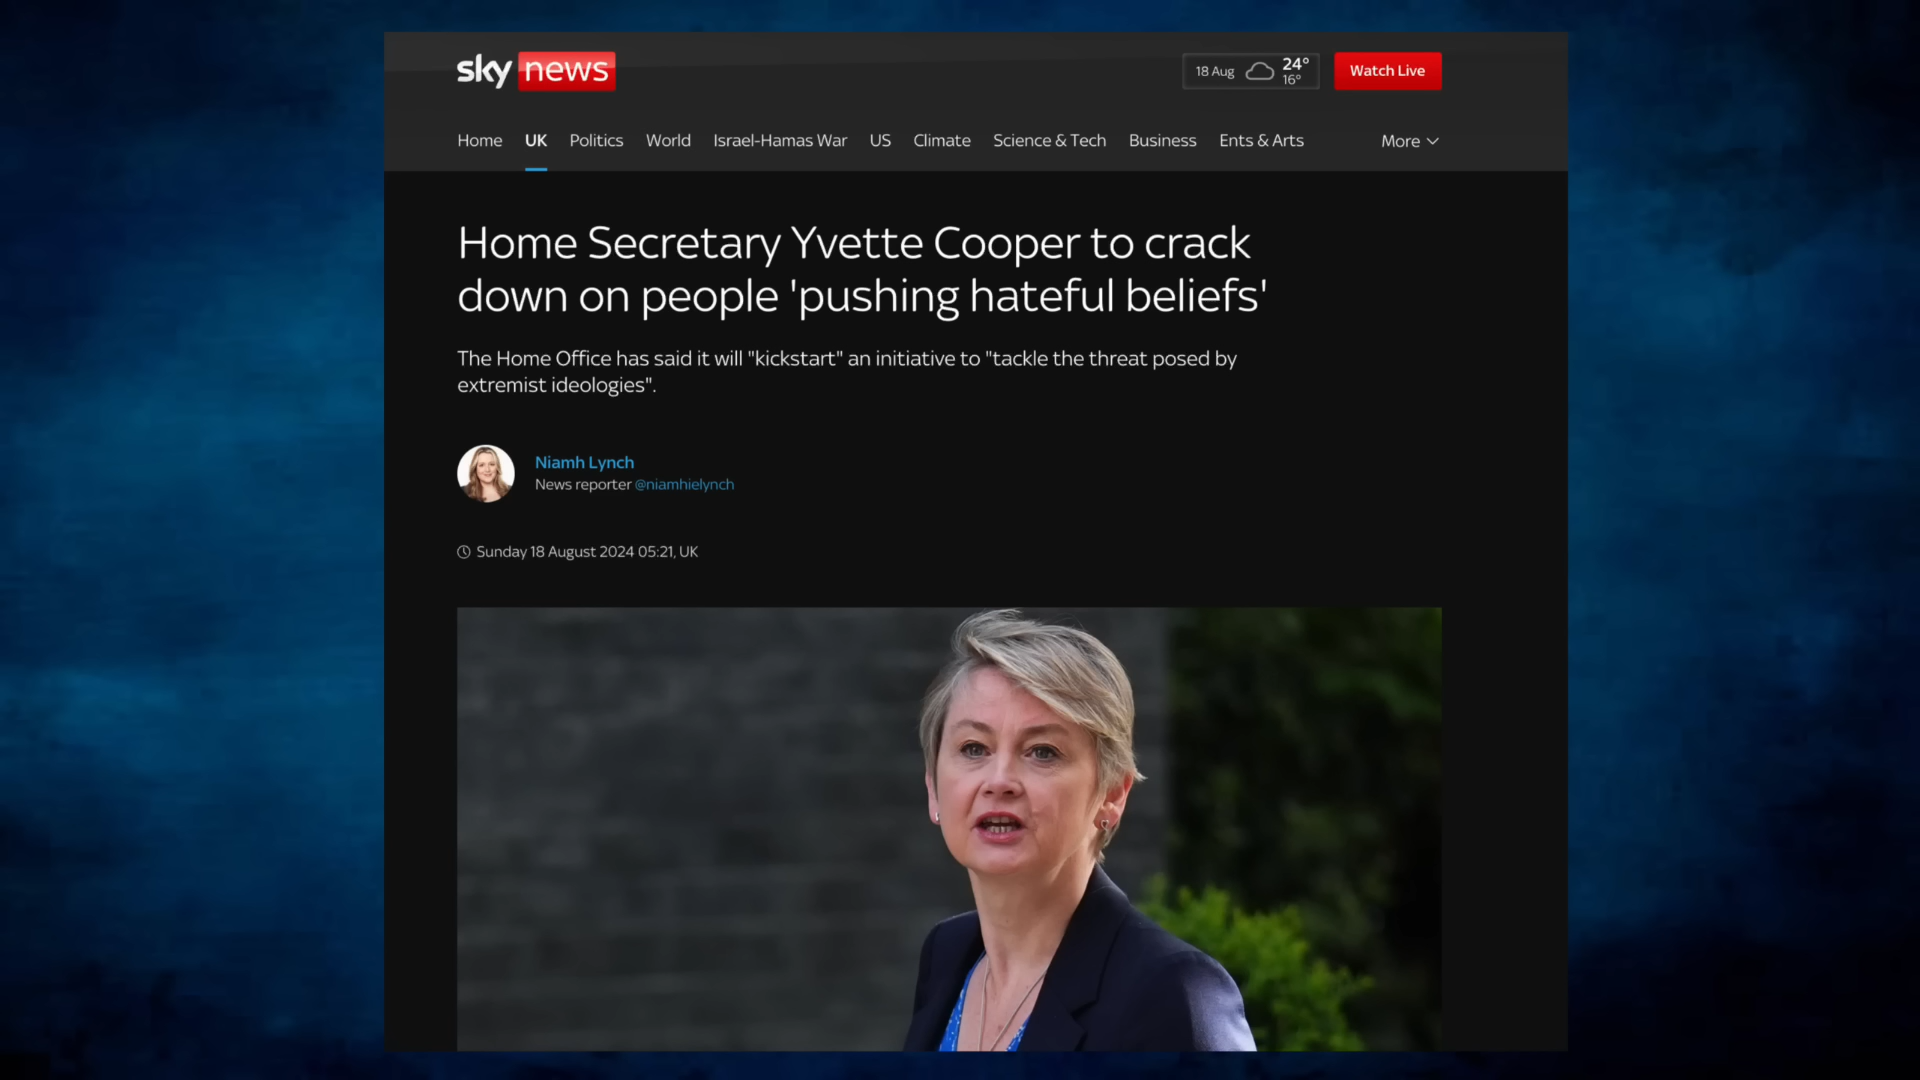 sky news
18 Aug 24° 16°
Watch Live
Home UK Politics World Israel-Hamas War US Climate Science & Tech Business Ents & Arts More
Home Secretary Yvette Cooper to crack
down on people 'pushing hateful beliefs'
The Home Office has said it will "kickstart" an initiative to "tackle the threat posed by
extremist ideologies".
Niamh Lynch
News reporter @niamhielynch
Sunday 18 August 2024 05:21, UK